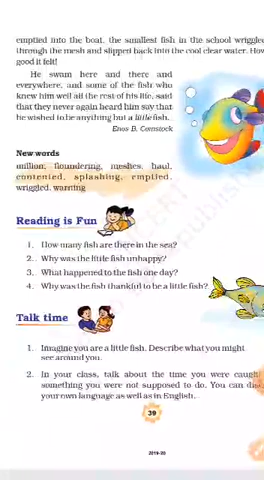 emptied into the boat, the smallest fish in the school wriggled
through the mesh and slipped back into the cool clear water. How
good it felt!
He swam here and there and
everywhere, and some of the fish who
knew him well all the rest of his life, said
that they never again heard him say that
he wished to be anything but a little fish.
Enos B. Comstock
New words
million, floundering, meshes, haul,
contented, splashing, emptied,
wriggled, wanting
Reading is Fun
1. How many fish are there in the sea?
2. Why was the little fish unhappy?
3. What happened to the fish one day?
4. Why was the fish thankful to be a little fish?
Talk time
1. Imagine you are a little fish. Describe what you might
see around you.
2. In your class, talk about the time you were caught
something you were not supposed to do. You can
your own language as well as in English.
39
2019-20